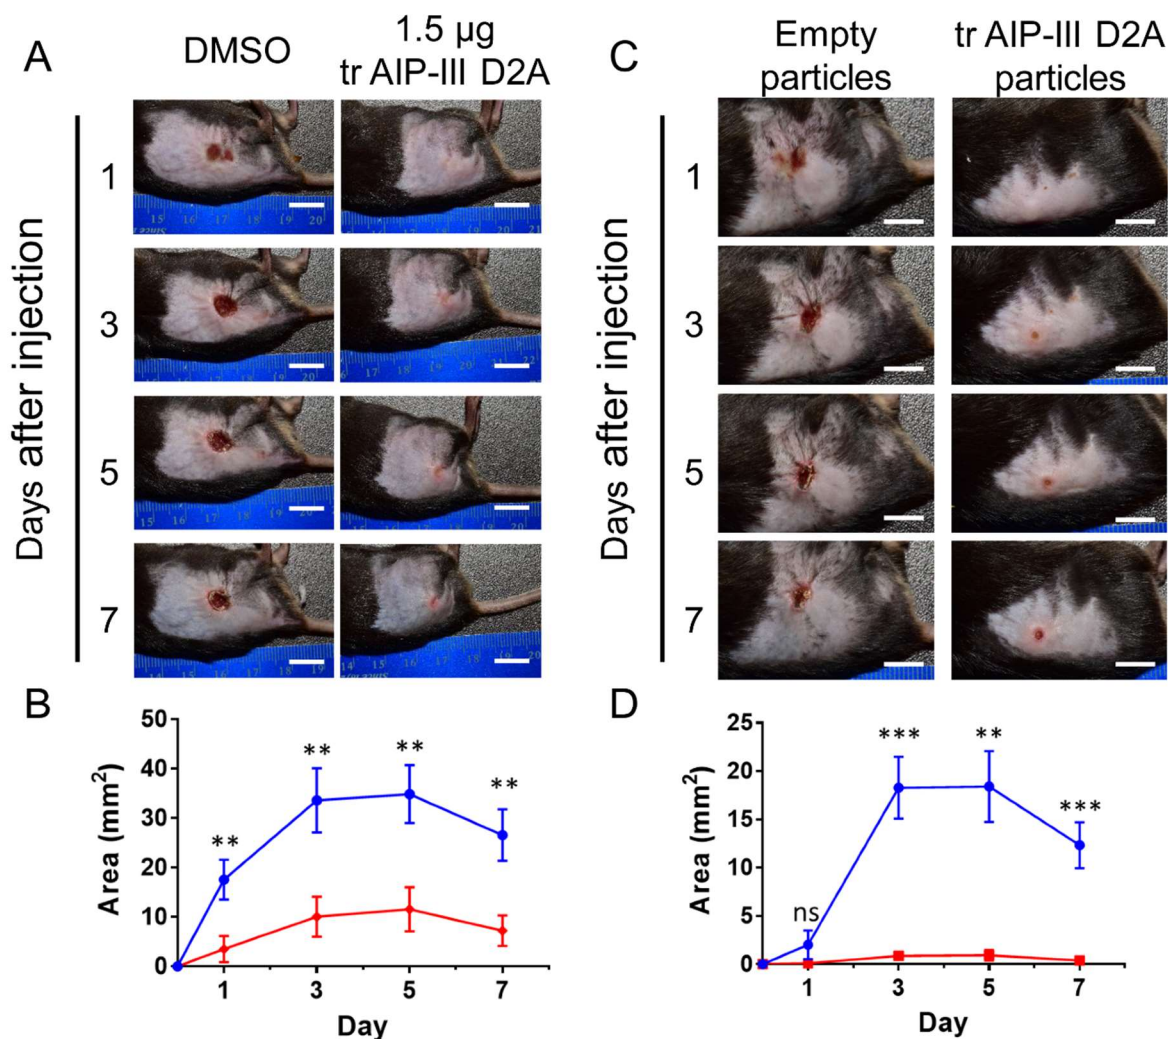 A
DMSO
1.5 µg
tr AIP-III D2A
Days after injection
1
3
5
7
C
Empty
particles
tr AIP-III D2A
particles
Days after injection
1
3
5
7
B
Area (mm2)
50
40
30
20
10
0
**
**
**
**
1
3
5
7
Day
D
Area (mm2)
25
20
15
10
5
0
ns
***
**
***
1
3
5
7
Day